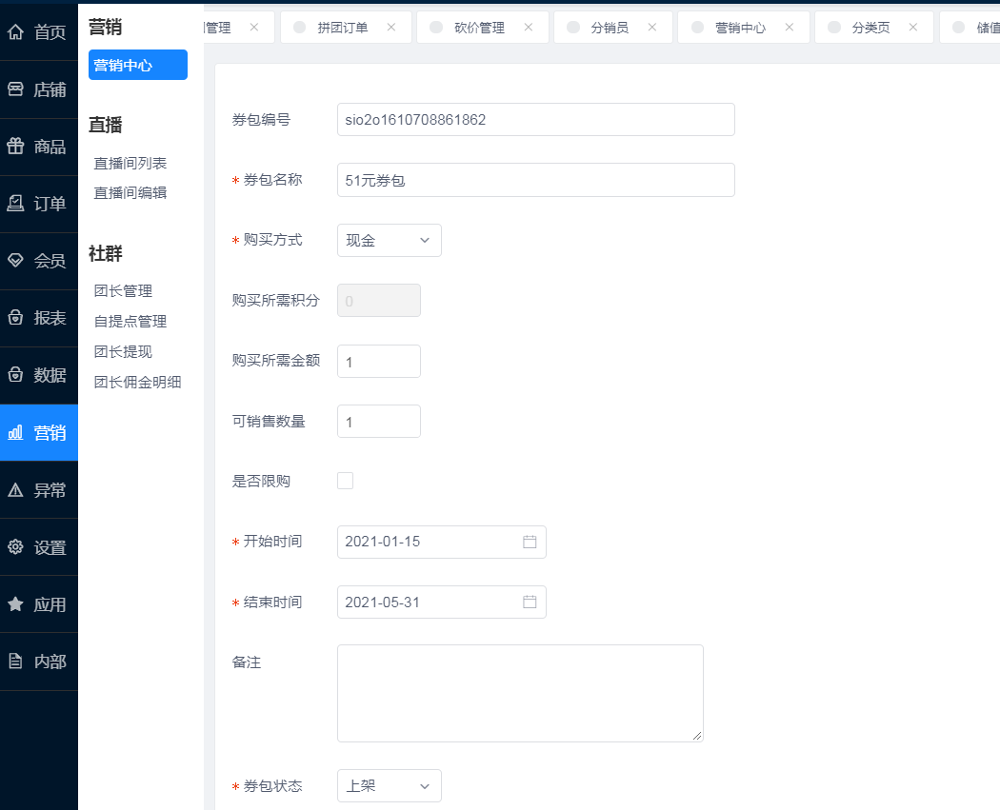 首页
店铺
商品
订单
会员
报表
数据
营销
异常
设置
应用
内部
营销
营销中心
直播
直播间列表
直播间编辑
社群
团长管理
自提点管理
团长提现
团长佣金明细
管理
拼团订单
砍价管理
分销员
营销中心
分类页
储值
券包编号
sio2o1610708861862
* 券包名称
51元券包
* 购买方式
现金
购买所需积分
0
购买所需金额
1
可销售数量
1
是否限购
* 开始时间
2021-01-15
* 结束时间
2021-05-31
备注
* 券包状态
上架